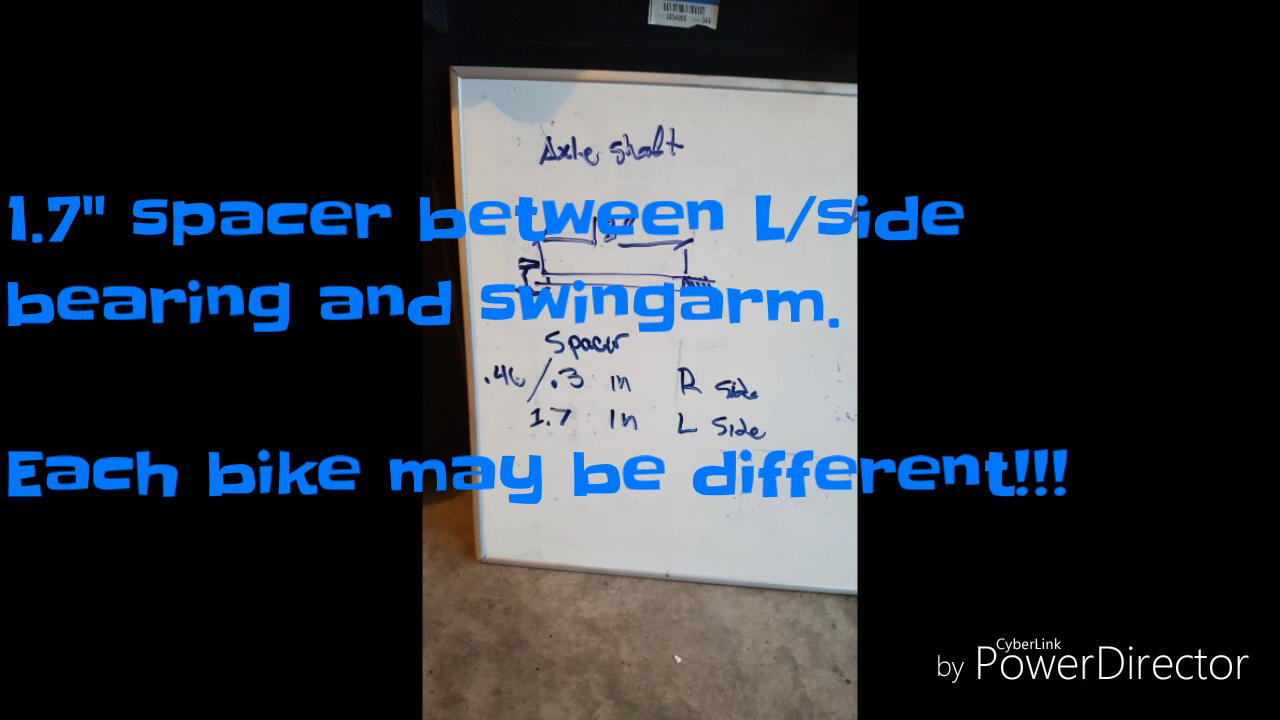 Axle shaft
1.7" spacer between L/side
bearing and swingarm.
Spacer
.46/.3 in R side
1.7 in L Side
Each bike may be different!!!
CyberLink
by PowerDirector